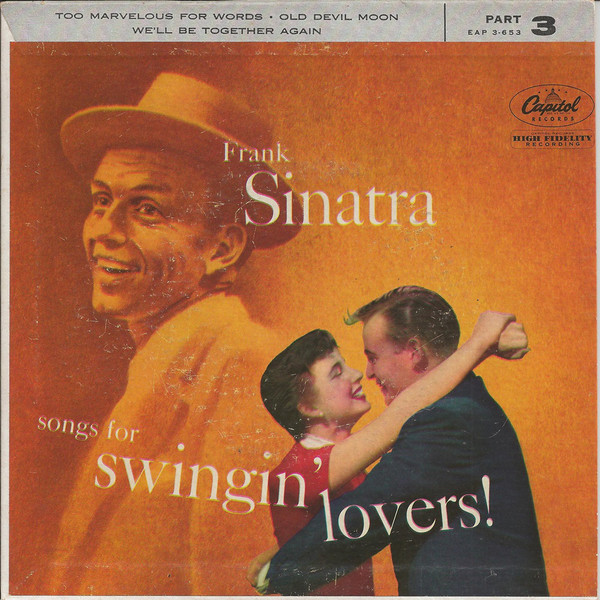 TOO MARVELOUS FOR WORDS • OLD DEVIL MOON
WE'LL BE TOGETHER AGAIN
PART 3
EAP 3-653
Capitol
RECORDS
HIGH FIDELITY
RECORDING
Frank
Sinatra
songs for
swingin'
lovers!